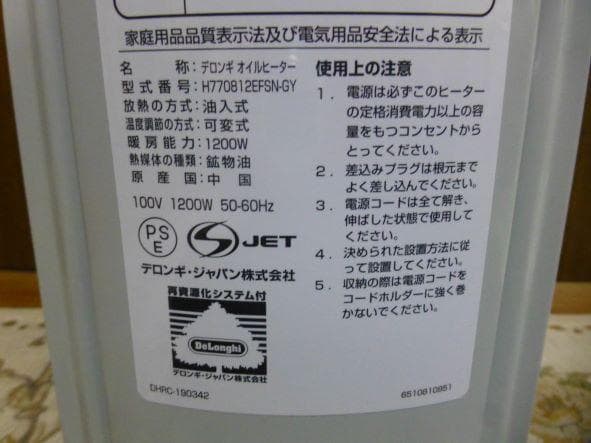 家庭用品品質表示法及び電気用品安全法による表示
名称:デロンギ オイルヒーター
型式番号:H770812EFSN-GY
放熱の方式:油入式
温度調節の方式:可変式
暖房能力:1200W
熱媒体の種類:鉱物油
原産国:中国
100V 1200W 50-60Hz
PS
E
S JET
デロンギ・ジャパン株式会社
再資源化システム付
DeLonghi
デロンギ・ジャパン株式会社
DHRC-190342
使用上の注意
1. 電源は必ずこのヒーター
の定格消費電力以上の容
量をもつコンセントから
とってください。
2. 差込みプラグは根元まで
よく差し込んでください。
3. 電源コードは全て解き、
伸ばした状態で使用して
ください。
4. 決められた設置方法に従
って設置してください。
5. 収納の際は電源コードを
コードホルダーに強く巻
かないでください。
6510810951